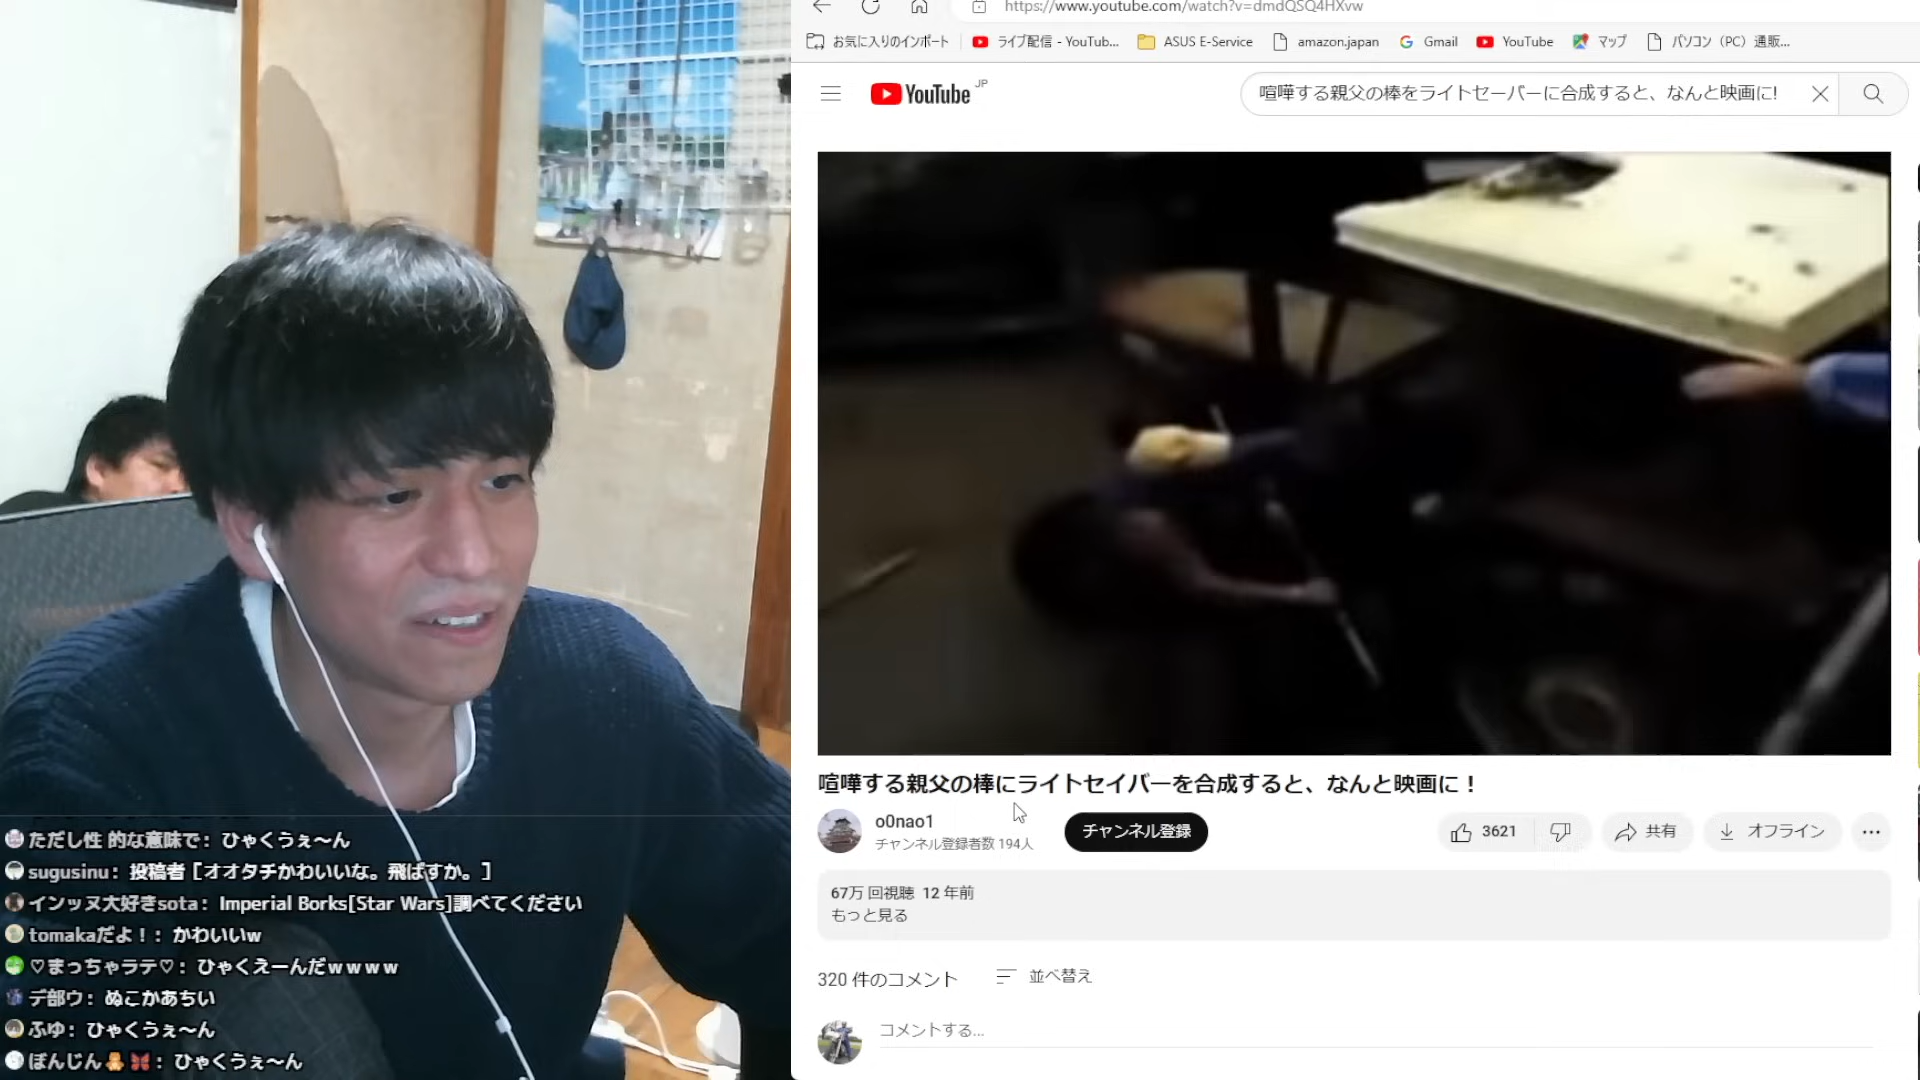 https://www.youtube.com/watch?v=dmdQSQ4HXvw
お気に入りのインポート ライブ配信 - YouTub... ASUS E-Service amazon.japan Gmail YouTube マップ パソコン（PC）通販...
YouTube JP
喧嘩する親父の棒をライトセーバーに合成すると、なんと映画に!
喧嘩する親父の棒にライトセイバーを合成すると、なんと映画に！
o0nao1
チャンネル登録者数 194人
チャンネル登録
3621
共有
オフライン
67万 回視聴 12 年前
もっと見る
320 件のコメント
並べ替え
コメントする...
ただし性 的な意味で： ひゃくうぇ〜ん
sugusinu： 投稿者［オオタチかわいいな。飛ばすか。］
インッヌ大好きsota： Imperial Borks[Star Wars]調べてください
tomakaだよ！： かわいいw
♡まっちゃラテ♡： ひゃくえーんだｗｗｗｗ
デ部ウ： ぬこかあちい
ふゆ： ひゃくうぇ〜ん
ぽんじん🧸🦋： ひゃくうぇ〜ん